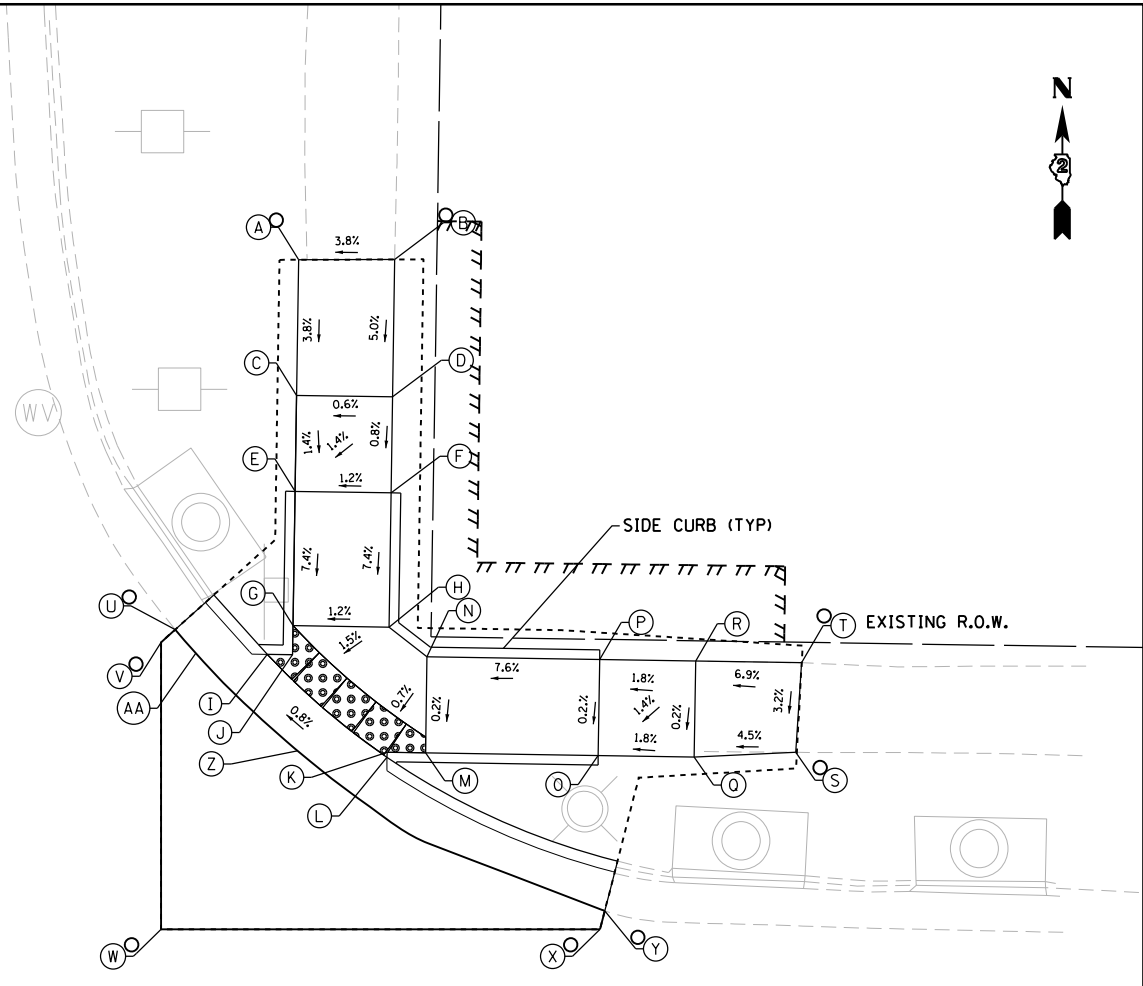 N
2
A
B
3.8%
3.8%
5.0%
C
D
0.6%
WV
1.4%
1.4%
0.8%
E
F
1.2%
SIDE CURB (TYP)
7.4%
7.4%
G
H
1.2%
N
U
1.5%
P
R
T
EXISTING R.O.W.
V
7.6%
1.8%
6.9%
0.7%
AA
I
0.2%
0.2%
1.4%
0.2%
3.2%
0.8%
J
1.8%
4.5%
Z
K
M
O
Q
S
L
W
X
Y